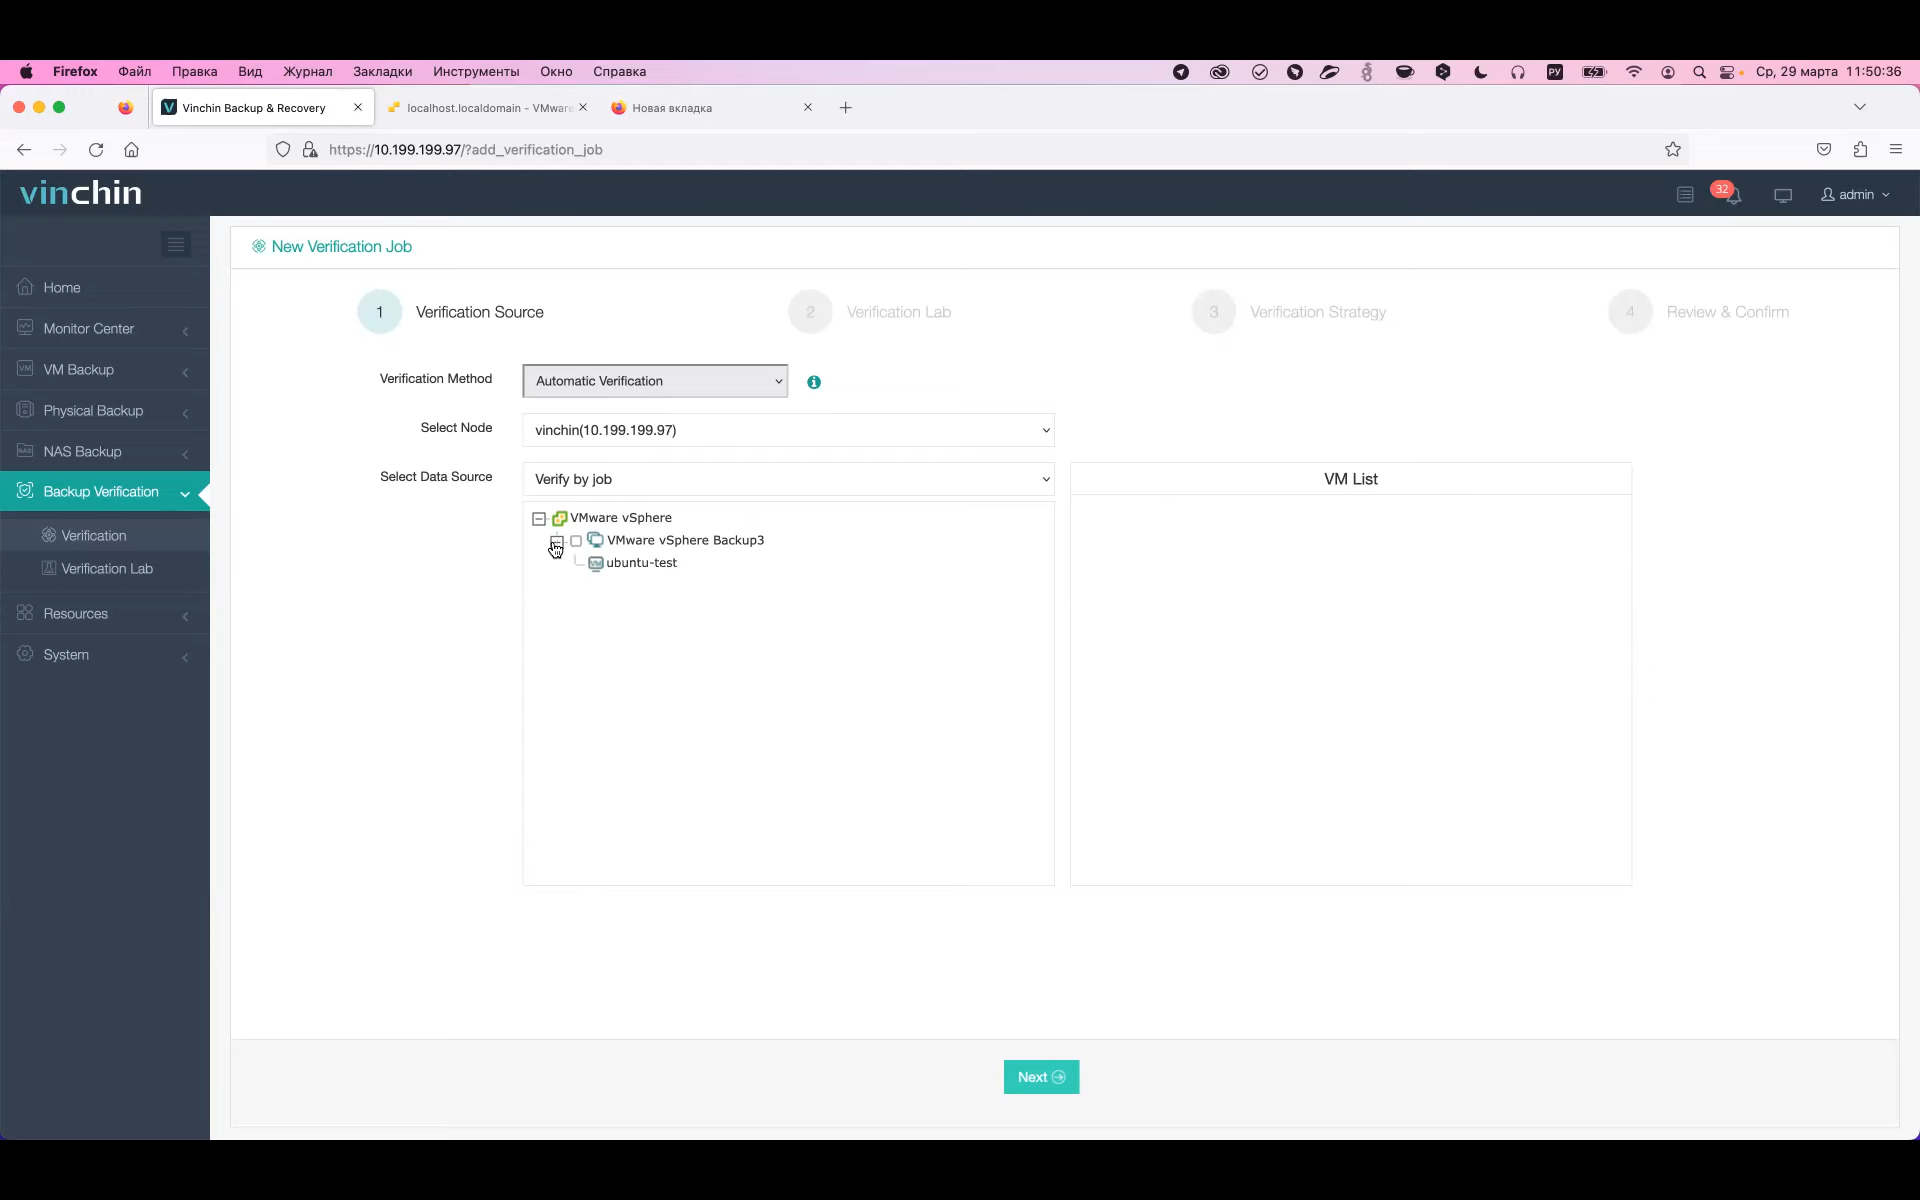 Firefox Файл Правка Вид Журнал Закладки Инструменты Окно Справка РУ Ср, 29 марта 11:50:36
Vinchin Backup & Recovery localhost.localdomain - VMware Новая вкладка
https://10.199.199.97/?add_verification_job
vinchin 32 admin
New Verification Job
Home
Monitor Center
VM Backup
Physical Backup
NAS Backup
Backup Verification
Verification
Verification Lab
Resources
System
1 Verification Source 2 Verification Lab 3 Verification Strategy 4 Review & Confirm
Verification Method Automatic Verification
Select Node vinchin(10.199.199.97)
Select Data Source Verify by job VM List
VMware vSphere
VMware vSphere Backup3
ubuntu-test
Next